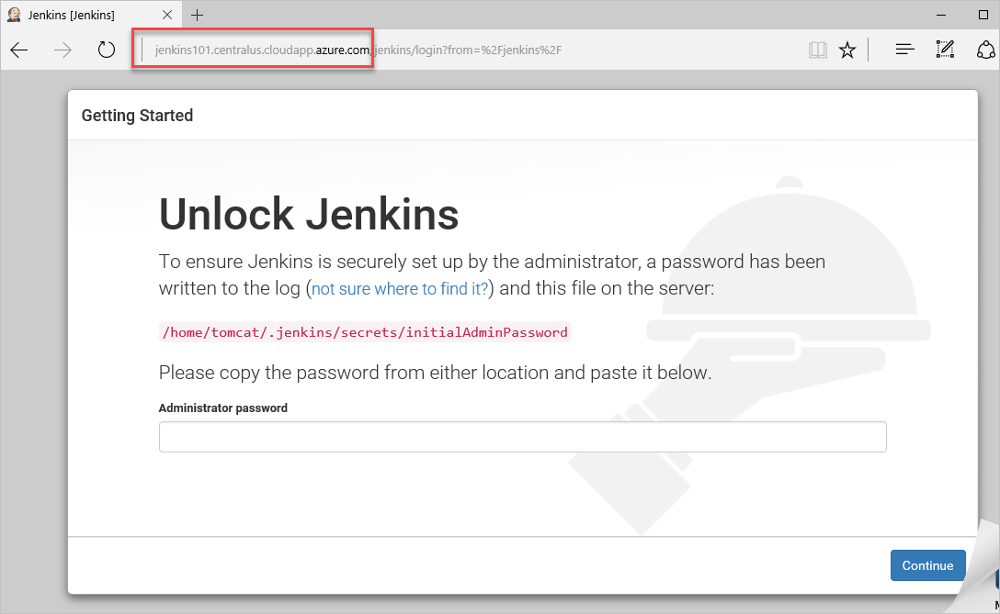 Jenkins [Jenkins]
jenkins101.centralus.cloudapp.azure.com/jenkins/login?from=%2Fjenkins%2F
Getting Started
Unlock Jenkins
To ensure Jenkins is securely set up by the administrator, a password has been
written to the log (not sure where to find it?) and this file on the server:
/home/tomcat/.jenkins/secrets/initialAdminPassword
Please copy the password from either location and paste it below.
Administrator password
Continue